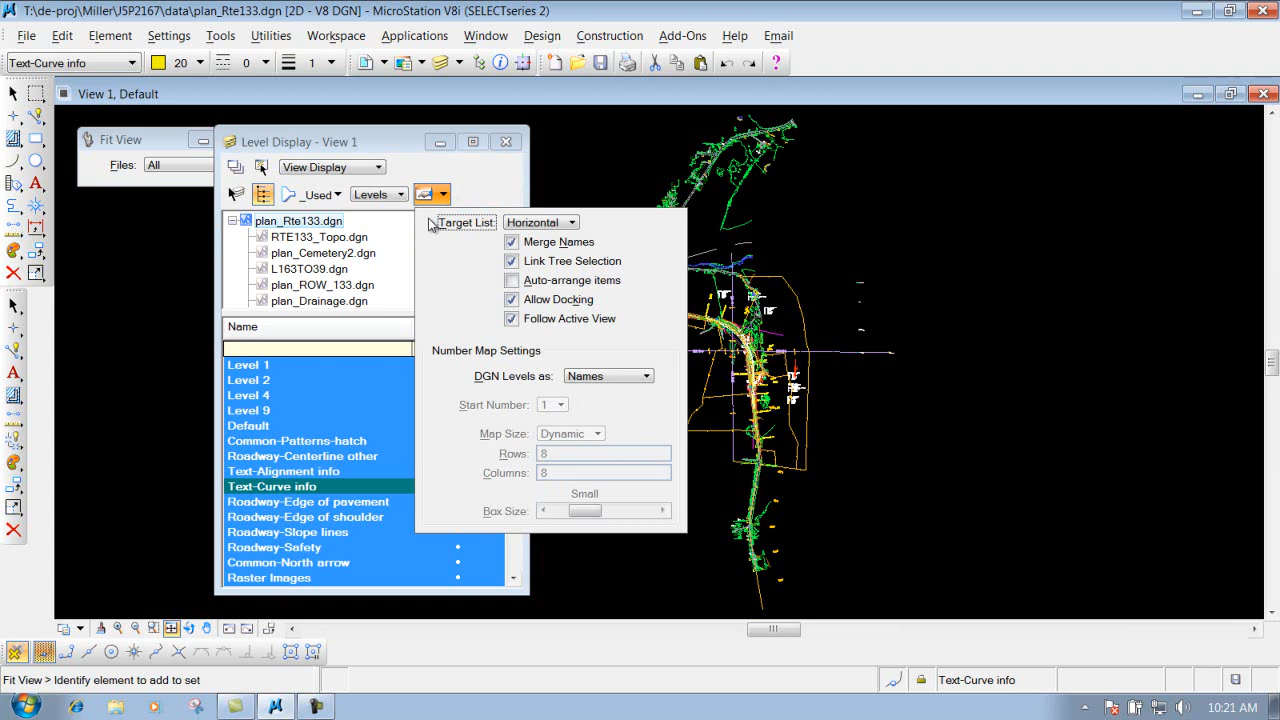 T:\de-proj\Miller\J5P2167\data\plan_Rte133.dgn [2D - V8 DGN] - MicroStation V8i (SELECTseries 2)
File Edit Element Settings Tools Utilities Workspace Applications Window Design Construction Add-Ons Help Email
Text-Curve info 20 0 1
View 1, Default
Fit View
Files: All
Level Display - View 1
View Display
_Used Levels
plan_Rte133.dgn
RTE133_Topo.dgn
plan_Cemetery2.dgn
L163TO39.dgn
plan_ROW_133.dgn
plan_Drainage.dgn
Name
Level 1
Level 2
Level 4
Level 9
Default
Common-Patterns-hatch
Roadway-Centerline other
Text-Alignment info
Text-Curve info
Roadway-Edge of pavement
Roadway-Edge of shoulder
Roadway-Slope lines
Roadway-Safety
Common-North arrow
Raster Images
Target List: Horizontal
Merge Names
Link Tree Selection
Auto-arrange items
Allow Docking
Follow Active View
Number Map Settings
DGN Levels as: Names
Start Number: 1
Map Size: Dynamic
Rows: 8
Columns: 8
Small
Box Size:
Fit View > Identify element to add to set
Text-Curve info
10:21 AM